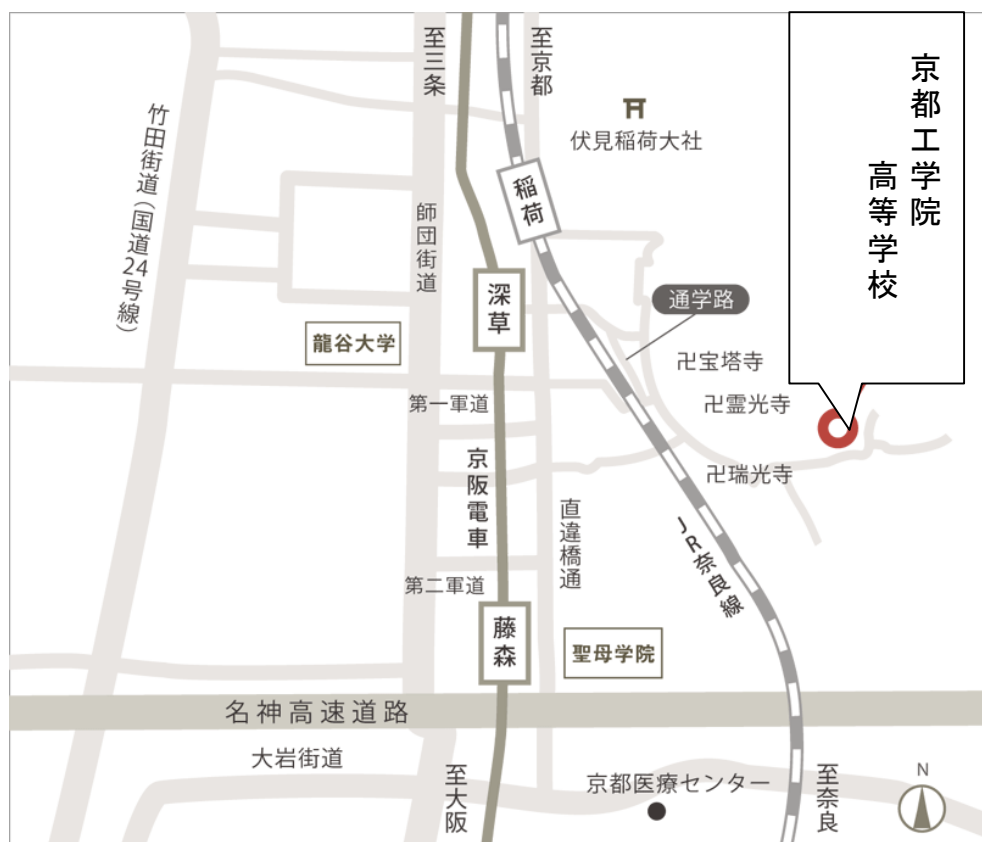 至三条
至京都
伏見稲荷大社
京都工学院
高等学校
竹田街道(国道24号線)
稲荷
師団街道
深草
通学路
龍谷大学
卍宝塔寺
第一軍道
卍霊光寺
京阪電車
卍瑞光寺
直違橋通
JR奈良線
第二軍道
藤森
聖母学院
名神高速道路
大岩街道
至大阪
京都医療センター
至奈良
N